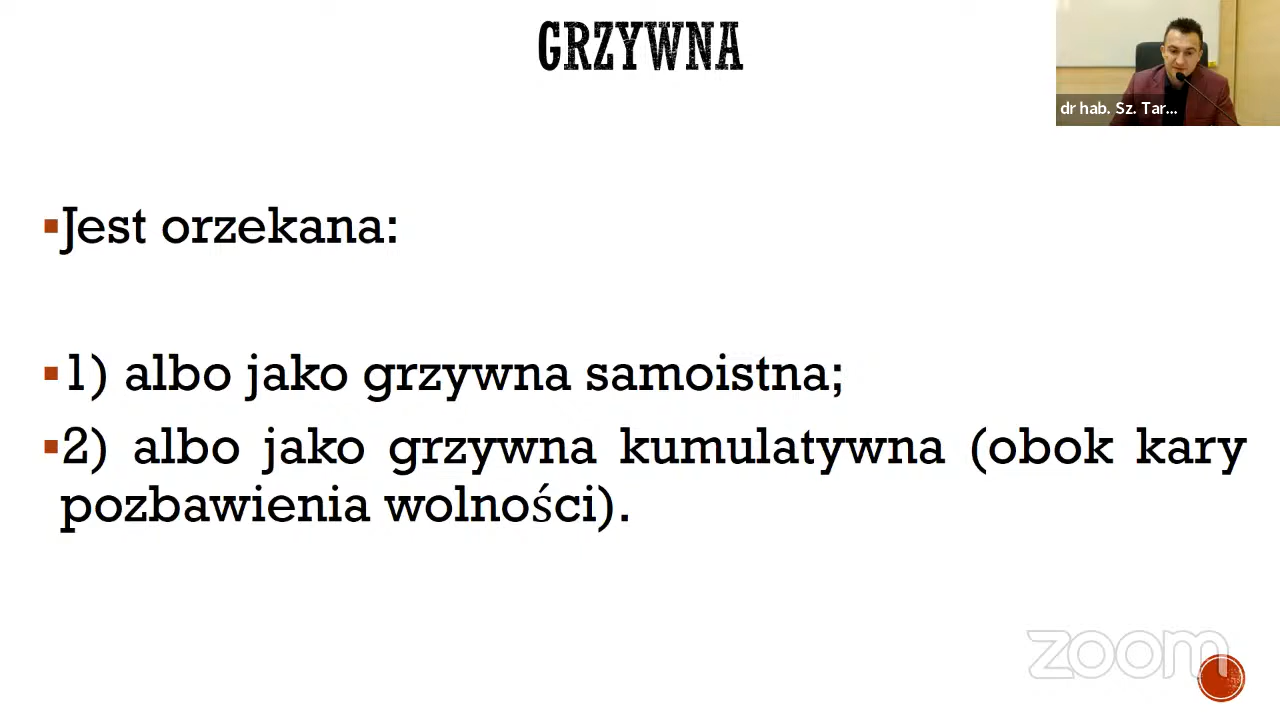 GRZYWNA
dr hab. Sz. Tar...
▪Jest orzekana:
▪1) albo jako grzywna samoistna;
▪2) albo jako grzywna kumulatywna (obok kary
pozbawienia wolności).
zoom